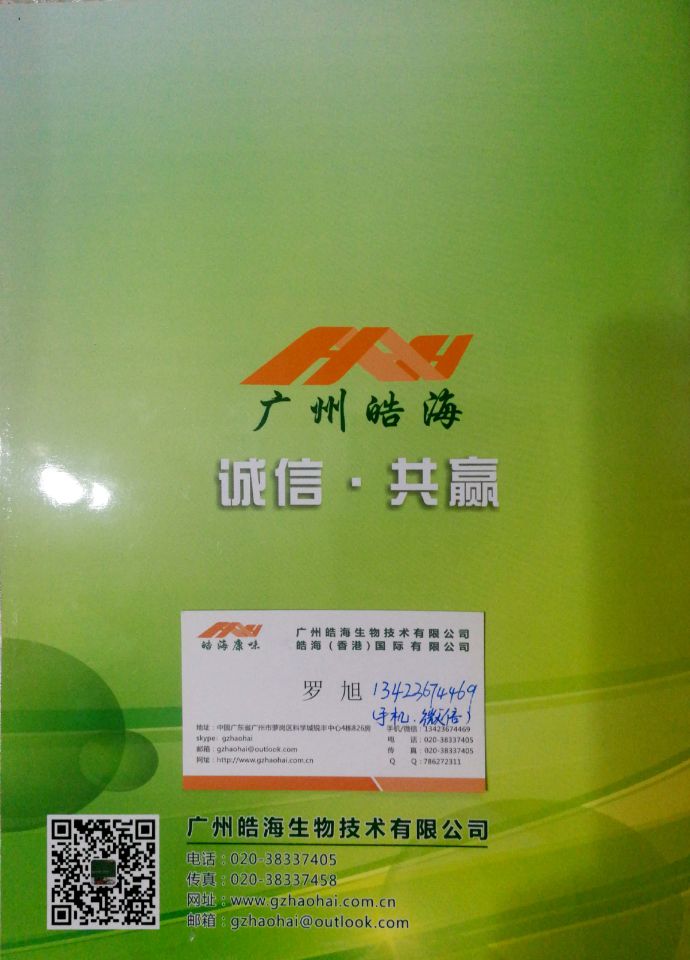 广州皓海
诚信·共赢
皓海康味
广州皓海生物技术有限公司
皓海（香港）国际有限公司
罗旭 13423674469
(手机.微信)
地址：中国广东省广州市萝岗区科学城锐丰中心4栋826房 手机/微信：13423674469
skype：gzhaohai 电 话：020-38337405
邮箱：gzhaohai@outlook.com 传 真：020-38337405
网址：http://www.gzhaohai.com.cn Q Q：786272311
广州皓海生物技术有限公司
电话：020-38337405
传真：020-38337458
网址：www.gzhaohai.com.cn
邮箱：gzhaohai@outlook.com